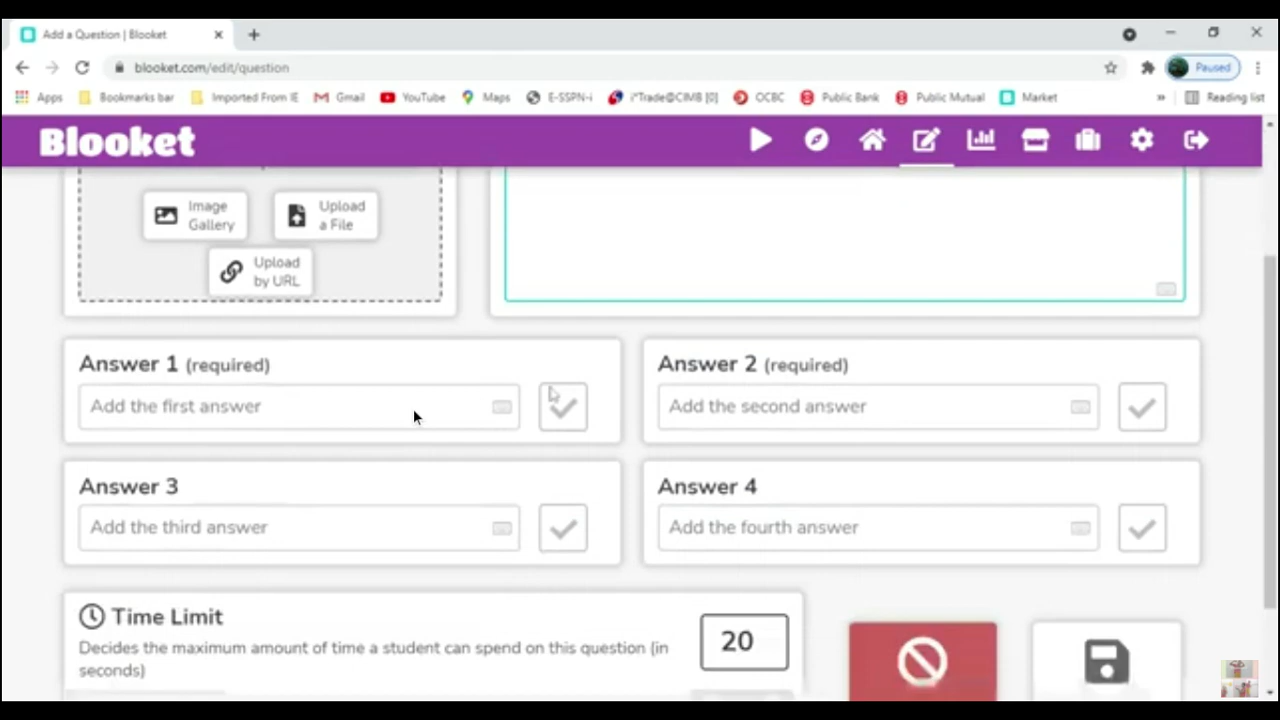 Add a Question | Blooket
blooket.com/edit/question
Paused
Apps
Bookmarks bar
Imported From IE
Gmail
YouTube
Maps
E-SSPN-i
i*Trade@CIMB [0]
OCBC
Public Bank
Public Mutual
Market
»
Reading list
Blooket
Image
Gallery
Upload
a File
Upload
by URL
Answer 1 (required)
Add the first answer
Answer 2 (required)
Add the second answer
Answer 3
Add the third answer
Answer 4
Add the fourth answer
Time Limit
Decides the maximum amount of time a student can spend on this question (in
seconds)
20